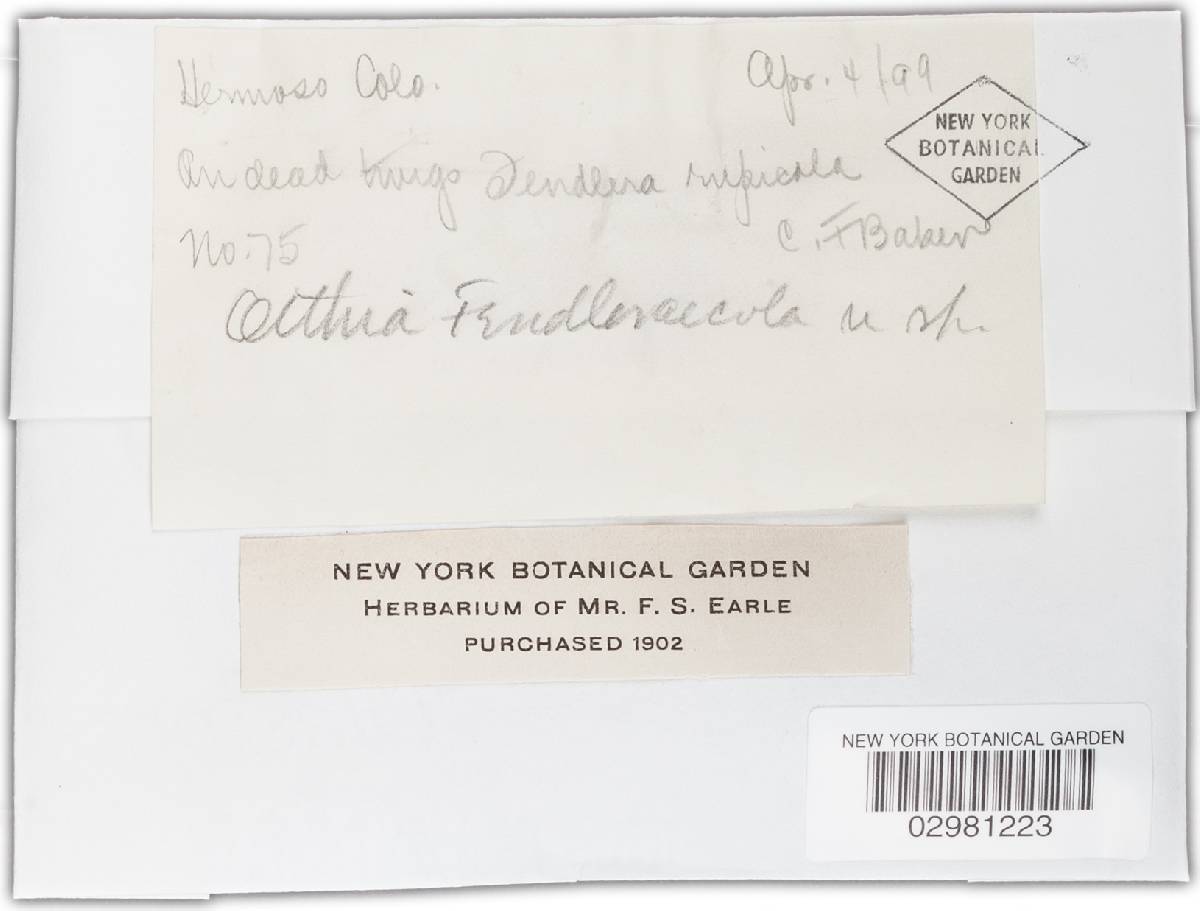 Hermoso Colo. Apr. 4/99
On dead twigs Fendlera rupicola
No. 75 C. F Baker
Otthia Fendleraecola n sp.
NEW YORK
BOTANICAL
GARDEN
NEW YORK BOTANICAL GARDEN
HERBARIUM OF MR. F. S. EARLE
PURCHASED 1902
NEW YORK BOTANICAL GARDEN
02981223